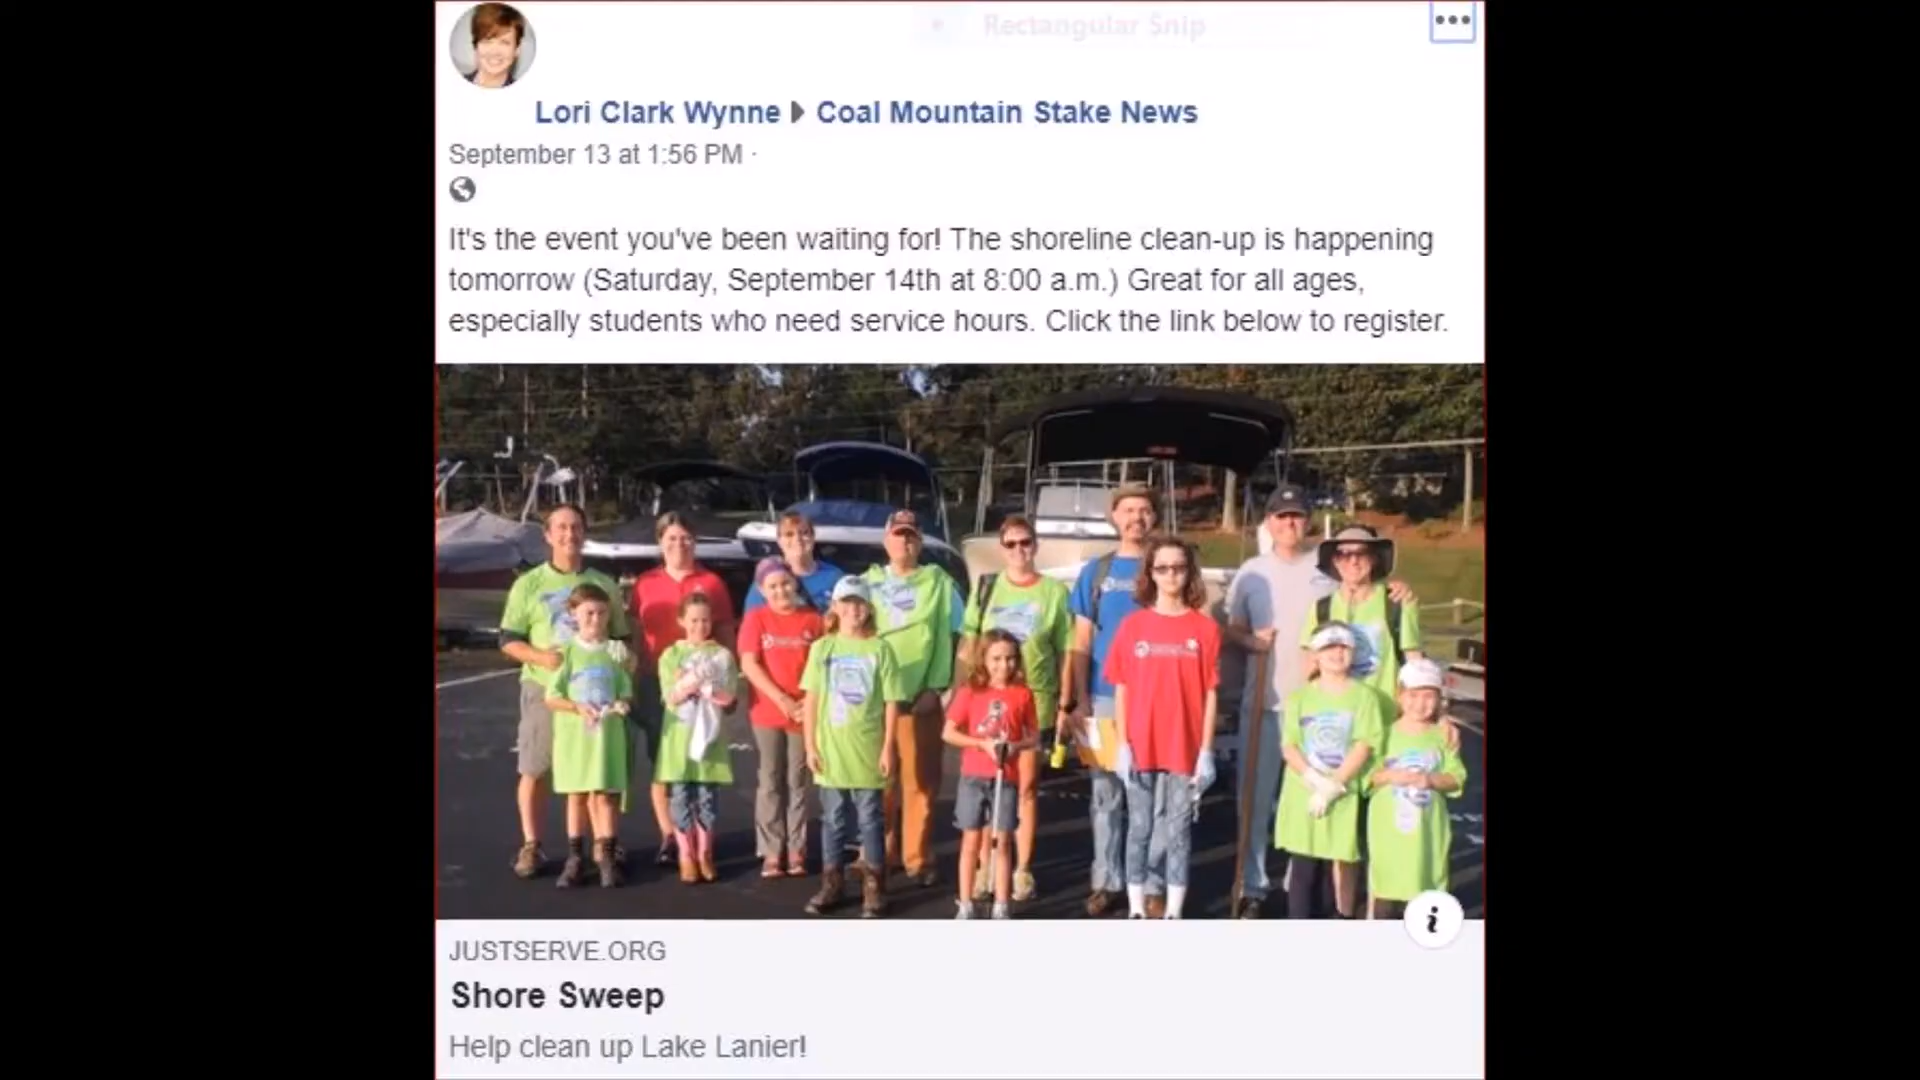 Rectangular Snip
Lori Clark Wynne Coal Mountain Stake News
September 13 at 1:56 PM ·
It's the event you've been waiting for! The shoreline clean-up is happening
tomorrow (Saturday, September 14th at 8:00 a.m.) Great for all ages,
especially students who need service hours. Click the link below to register.
JUSTSERVE.ORG
Shore Sweep
Help clean up Lake Lanier!